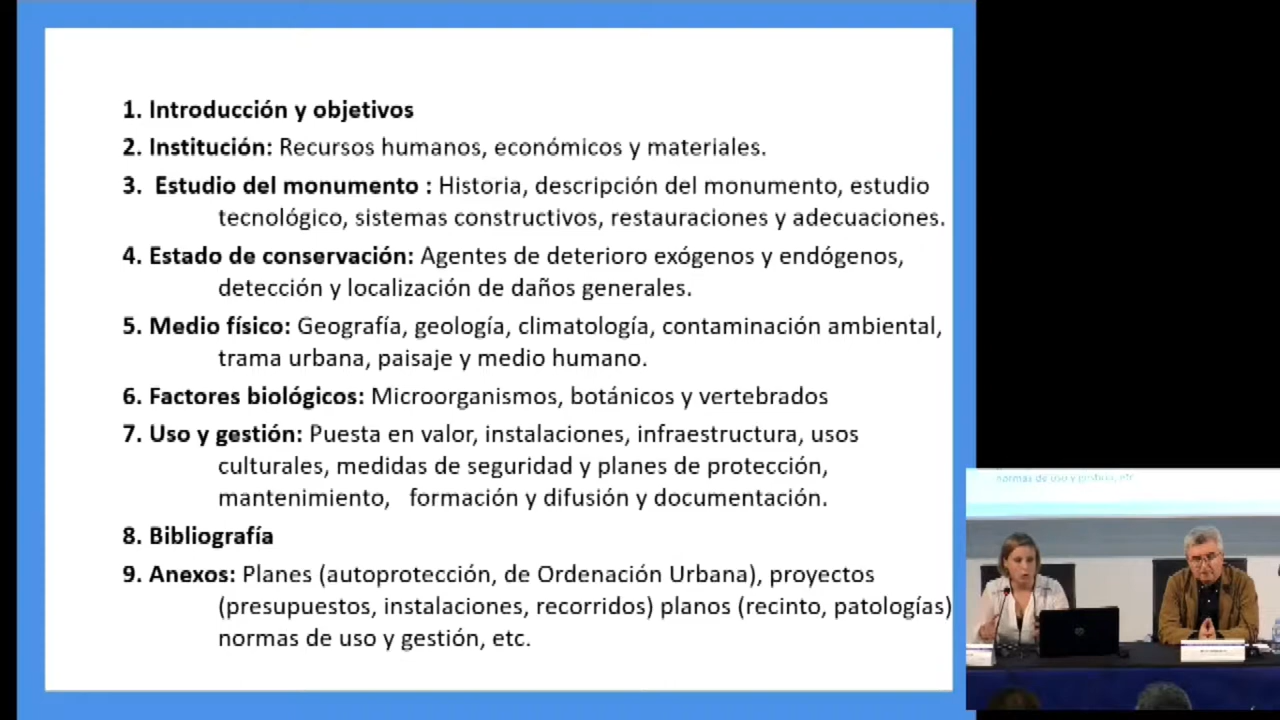 1. Introducción y objetivos
2. Institución: Recursos humanos, económicos y materiales.
3. Estudio del monumento : Historia, descripción del monumento, estudio
tecnológico, sistemas constructivos, restauraciones y adecuaciones.
4. Estado de conservación: Agentes de deterioro exógenos y endógenos,
detección y localización de daños generales.
5. Medio físico: Geografía, geología, climatología, contaminación ambiental,
trama urbana, paisaje y medio humano.
6. Factores biológicos: Microorganismos, botánicos y vertebrados
7. Uso y gestión: Puesta en valor, instalaciones, infraestructura, usos
culturales, medidas de seguridad y planes de protección,
mantenimiento, formación y difusión y documentación.
8. Bibliografía
9. Anexos: Planes (autoprotección, de Ordenación Urbana), proyectos
(presupuestos, instalaciones, recorridos) planos (recinto, patologías)
normas de uso y gestión, etc.
normas de uso y gestión, etc.